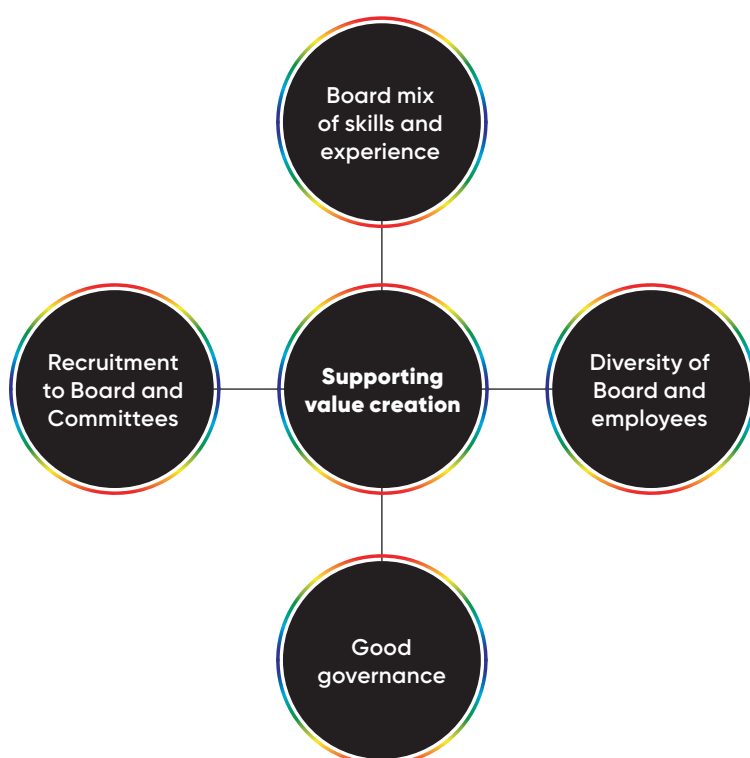 Board mix
of skills and
experience
Recruitment
to Board and
Committees
Supporting
value creation
Diversity of
Board and
employees
Good
governance